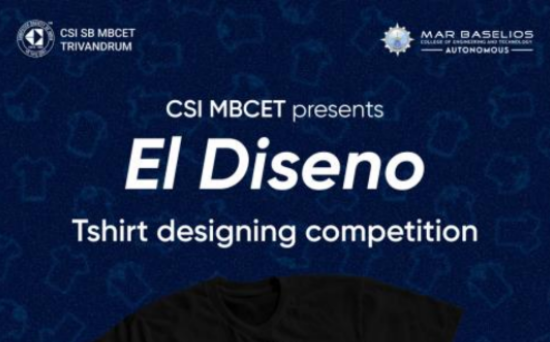 CSI SB MBCET
TRIVANDRUM
MAR BASELIOS
COLLEGE OF ENGINEERING AND TECHNOLOGY
AUTONOMOUS
CSI MBCET presents
El Diseno
Tshirt designing competition